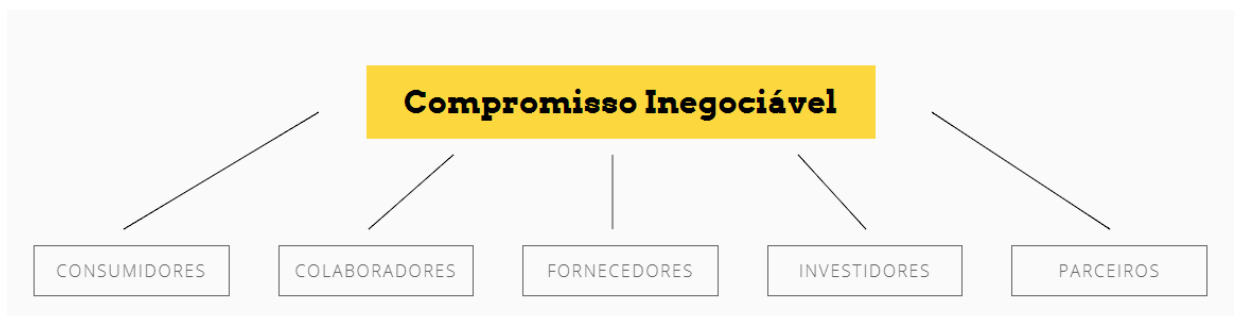 Compromisso Inegociável
CONSUMIDORES
COLABORADORES
FORNECEDORES
INVESTIDORES
PARCEIROS